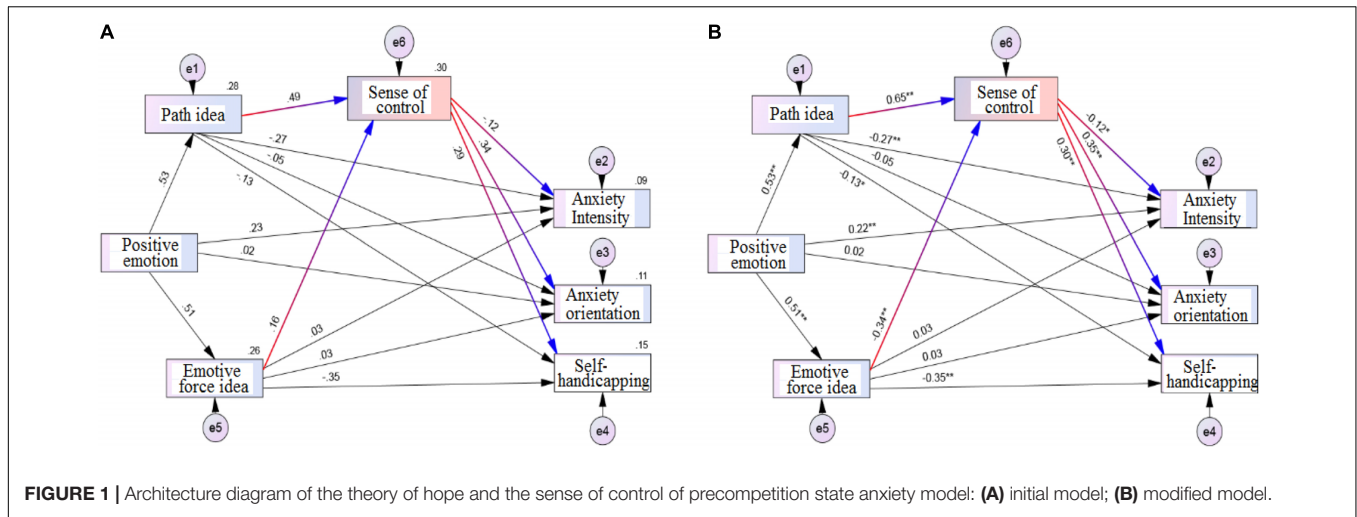 A
e6
e1
.30
.28
Sense of
control
.49
Path idea
-.12
.34
.29
-.27
-.05
-.13
e2
.09
.53
Anxiety
Intensity
.23
Positive
emotion
.02
e3
.11
Anxiety
orientation
.51
.16
.03
.15
.26
.03
Self-
handicapping
Emotive
force idea
-.35
e5
e4
B
e6
e1
Sense of
control
0.65**
Path idea
-0.12*
0.35**
0.30**
-0.27**
-0.05
-0.13*
e2
0.53**
Anxiety
Intensity
0.22**
Positive
emotion
0.02
e3
Anxiety
orientation
0.51**
-0.34**
0.03
0.03
Self-
handicapping
Emotive
force idea
-0.35**
e5
e4
FIGURE 1 | Architecture diagram of the theory of hope and the sense of control of precompetition state anxiety model: (A) initial model; (B) modified model.